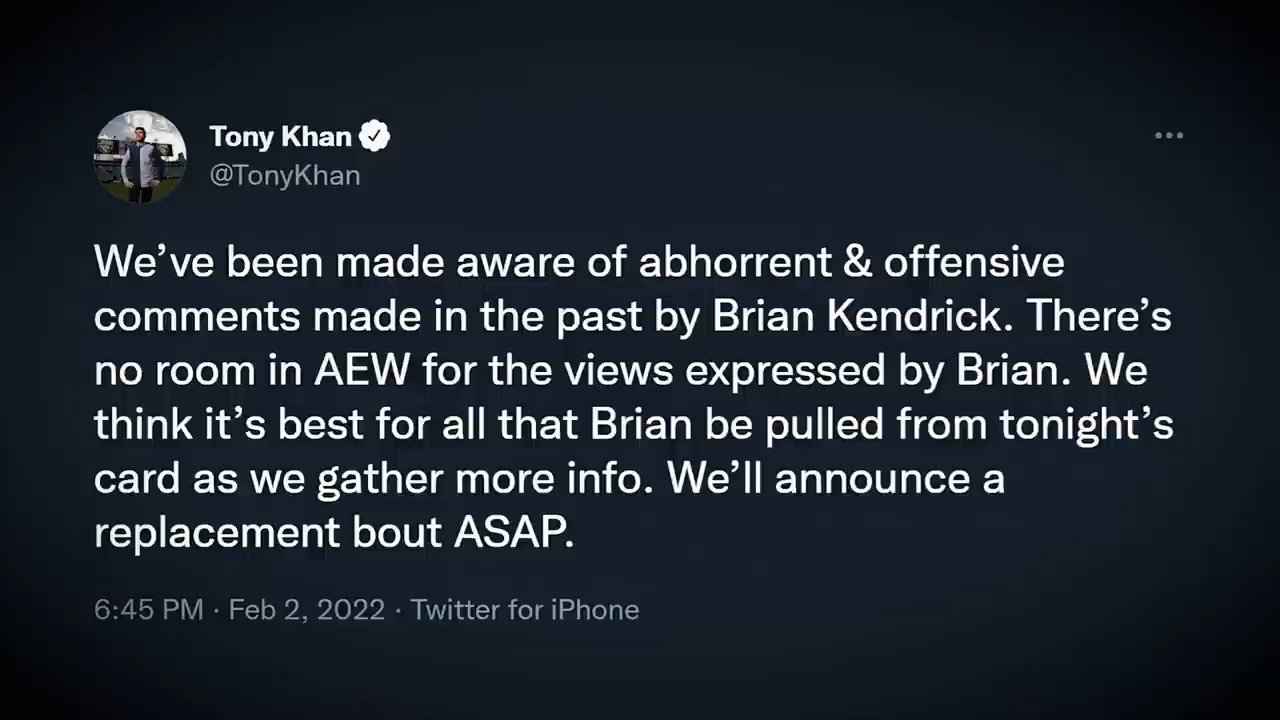 Tony Khan
@TonyKhan
We’ve been made aware of abhorrent & offensive
comments made in the past by Brian Kendrick. There’s
no room in AEW for the views expressed by Brian. We
think it’s best for all that Brian be pulled from tonight’s
card as we gather more info. We’ll announce a
replacement bout ASAP.
6:45 PM · Feb 2, 2022 · Twitter for iPhone